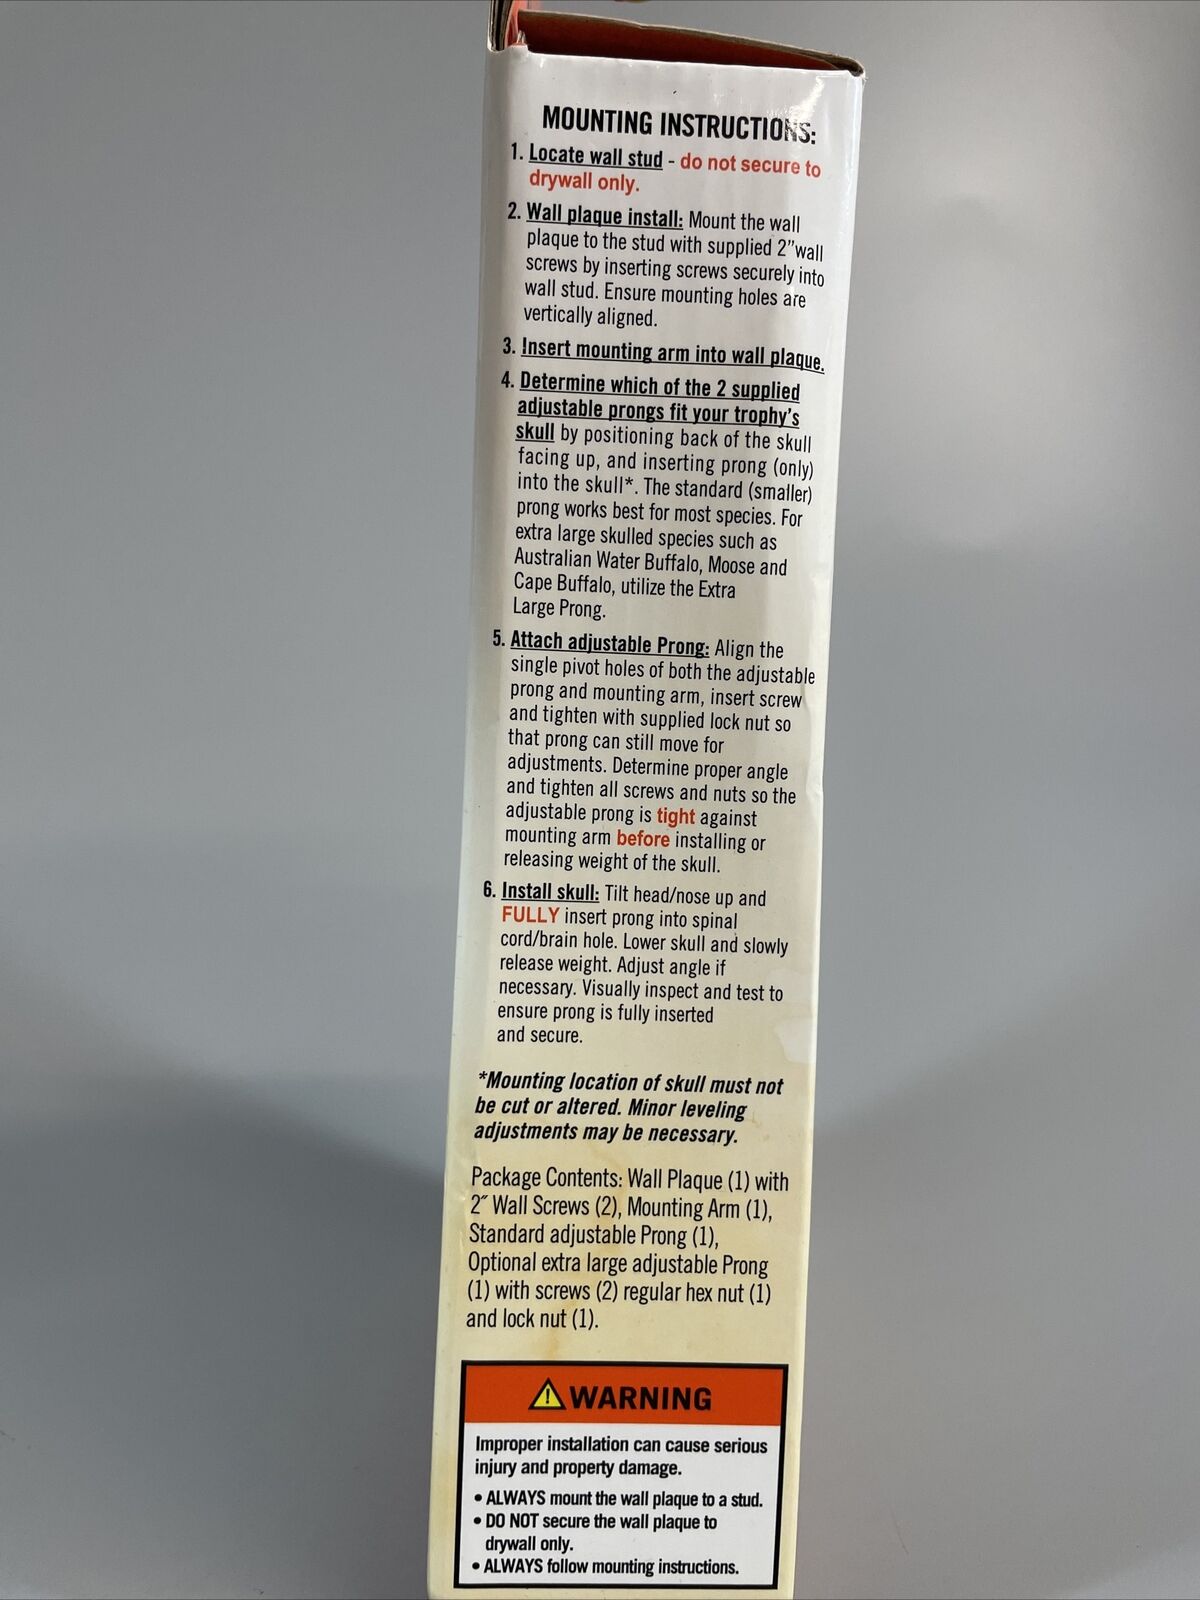 MOUNTING INSTRUCTIONS:
1. Locate wall stud - do not secure to
drywall only.
2. Wall plaque install: Mount the wall
plaque to the stud with supplied 2”wall
screws by inserting screws securely into
wall stud. Ensure mounting holes are
vertically aligned.
3. Insert mounting arm into wall plaque.
4. Determine which of the 2 supplied
adjustable prongs fit your trophy's
skull by positioning back of the skull
facing up, and inserting prong (only)
into the skull*. The standard (smaller)
prong works best for most species. For
extra large skulled species such as
Australian Water Buffalo, Moose and
Cape Buffalo, utilize the Extra
Large Prong.
5. Attach adjustable Prong: Align the
single pivot holes of both the adjustable
prong and mounting arm, insert screw
and tighten with supplied lock nut so
that prong can still move for
adjustments. Determine proper angle
and tighten all screws and nuts so the
adjustable prong is tight against
mounting arm before installing or
releasing weight of the skull.
6. Install skull: Tilt head/nose up and
FULLY insert prong into spinal
cord/brain hole. Lower skull and slowly
release weight. Adjust angle if
necessary. Visually inspect and test to
ensure prong is fully inserted
and secure.
*Mounting location of skull must not
be cut or altered. Minor leveling
adjustments may be necessary.
Package Contents: Wall Plaque (1) with
2˝ Wall Screws (2), Mounting Arm (1),
Standard adjustable Prong (1),
Optional extra large adjustable Prong
(1) with screws (2) regular hex nut (1)
and lock nut (1).
WARNING
Improper installation can cause serious
injury and property damage.
• ALWAYS mount the wall plaque to a stud.
• DO NOT secure the wall plaque to
drywall only.
• ALWAYS follow mounting instructions.